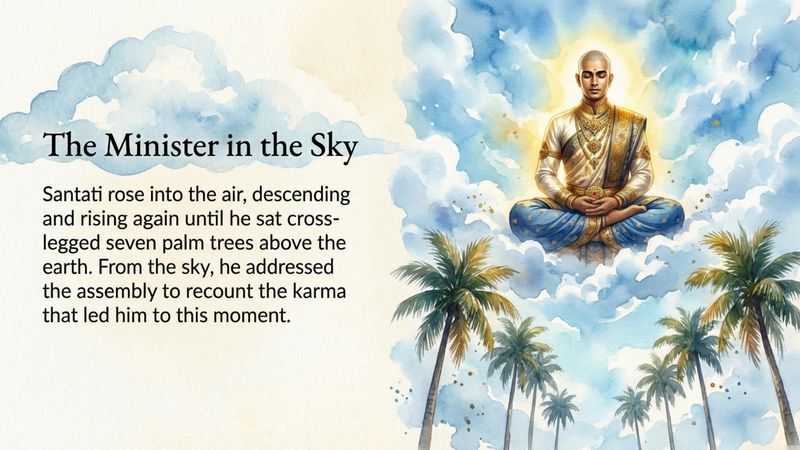 The Minister in the Sky
Santati rose into the air, descending
and rising again until he sat cross-
legged seven palm trees above the
earth. From the sky, he addressed
the assembly to recount the karma
that led him to this moment.